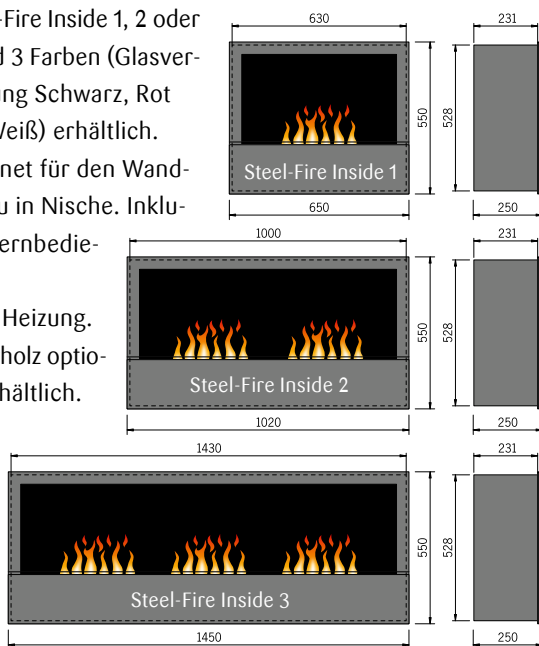 -Fire Inside 1, 2 oder
d 3 Farben (Glasver-
ung Schwarz, Rot
Weiß) erhältlich.
net für den Wand-
u in Nische. Inklu-
ernbedie-
Heizung.
holz optio-
hältlich.
630
231
550
528
Steel-Fire Inside 1
650
250
1000
231
550
528
Steel-Fire Inside 2
1020
250
1430
231
550
528
Steel-Fire Inside 3
1450
250